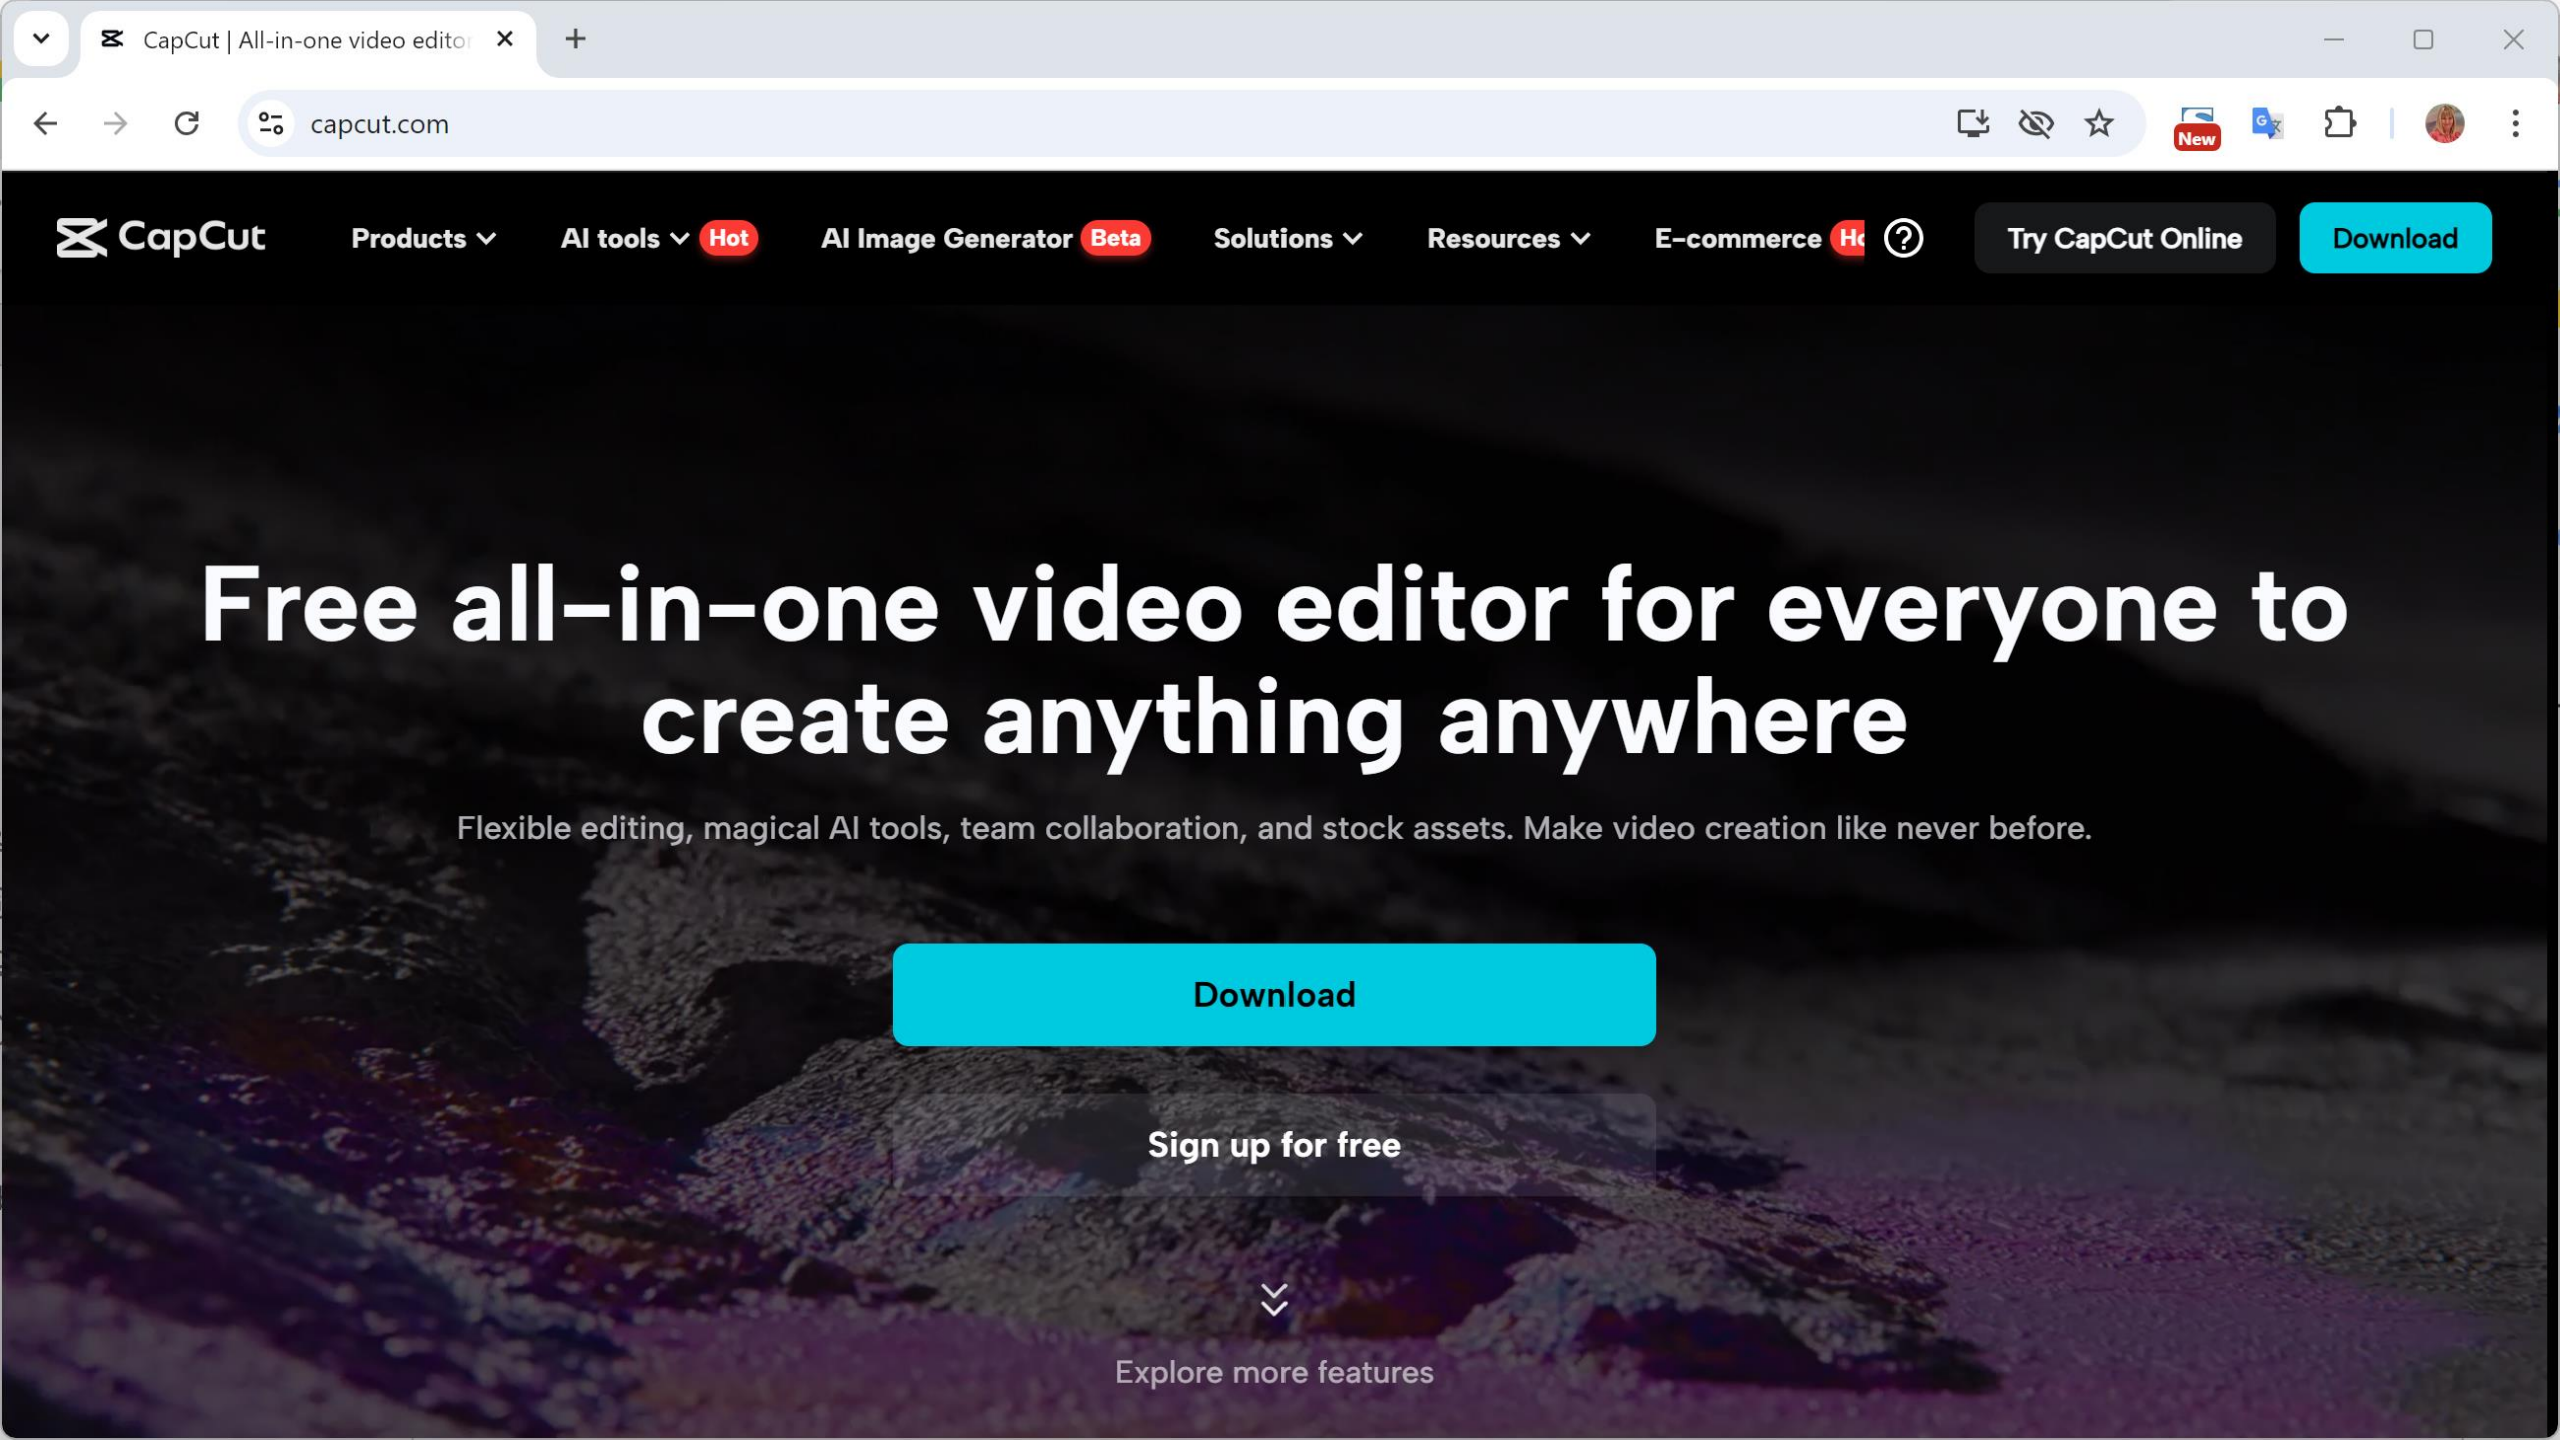 CapCut | All-in-one video editor
capcut.com
New
CapCut
Products
AI tools Hot
AI Image Generator Beta
Solutions
Resources
E-commerce
Try CapCut Online
Download
Free all-in-one video editor for everyone to
create anything anywhere
Flexible editing, magical AI tools, team collaboration, and stock assets. Make video creation like never before.
Download
Sign up for free
Explore more features